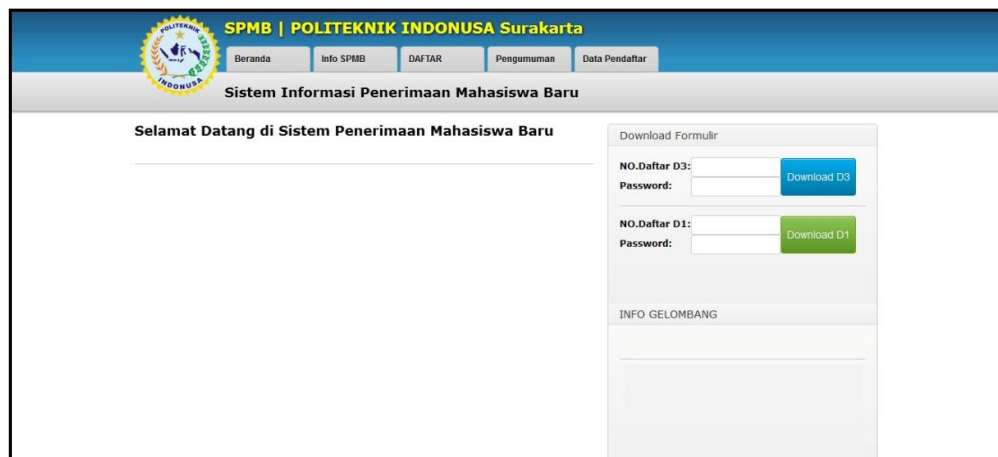 POLITEKNIK
INDONUSA
SPMB | POLITEKNIK INDONUSA Surakarta
Beranda
Info SPMB
DAFTAR
Pengumuman
Data Pendaftar
Sistem Informasi Penerimaan Mahasiswa Baru
Selamat Datang di Sistem Penerimaan Mahasiswa Baru
Download Formulir
NO.Daftar D3:
Password:
Download D3
NO.Daftar D1:
Password:
Download D1
INFO GELOMBANG